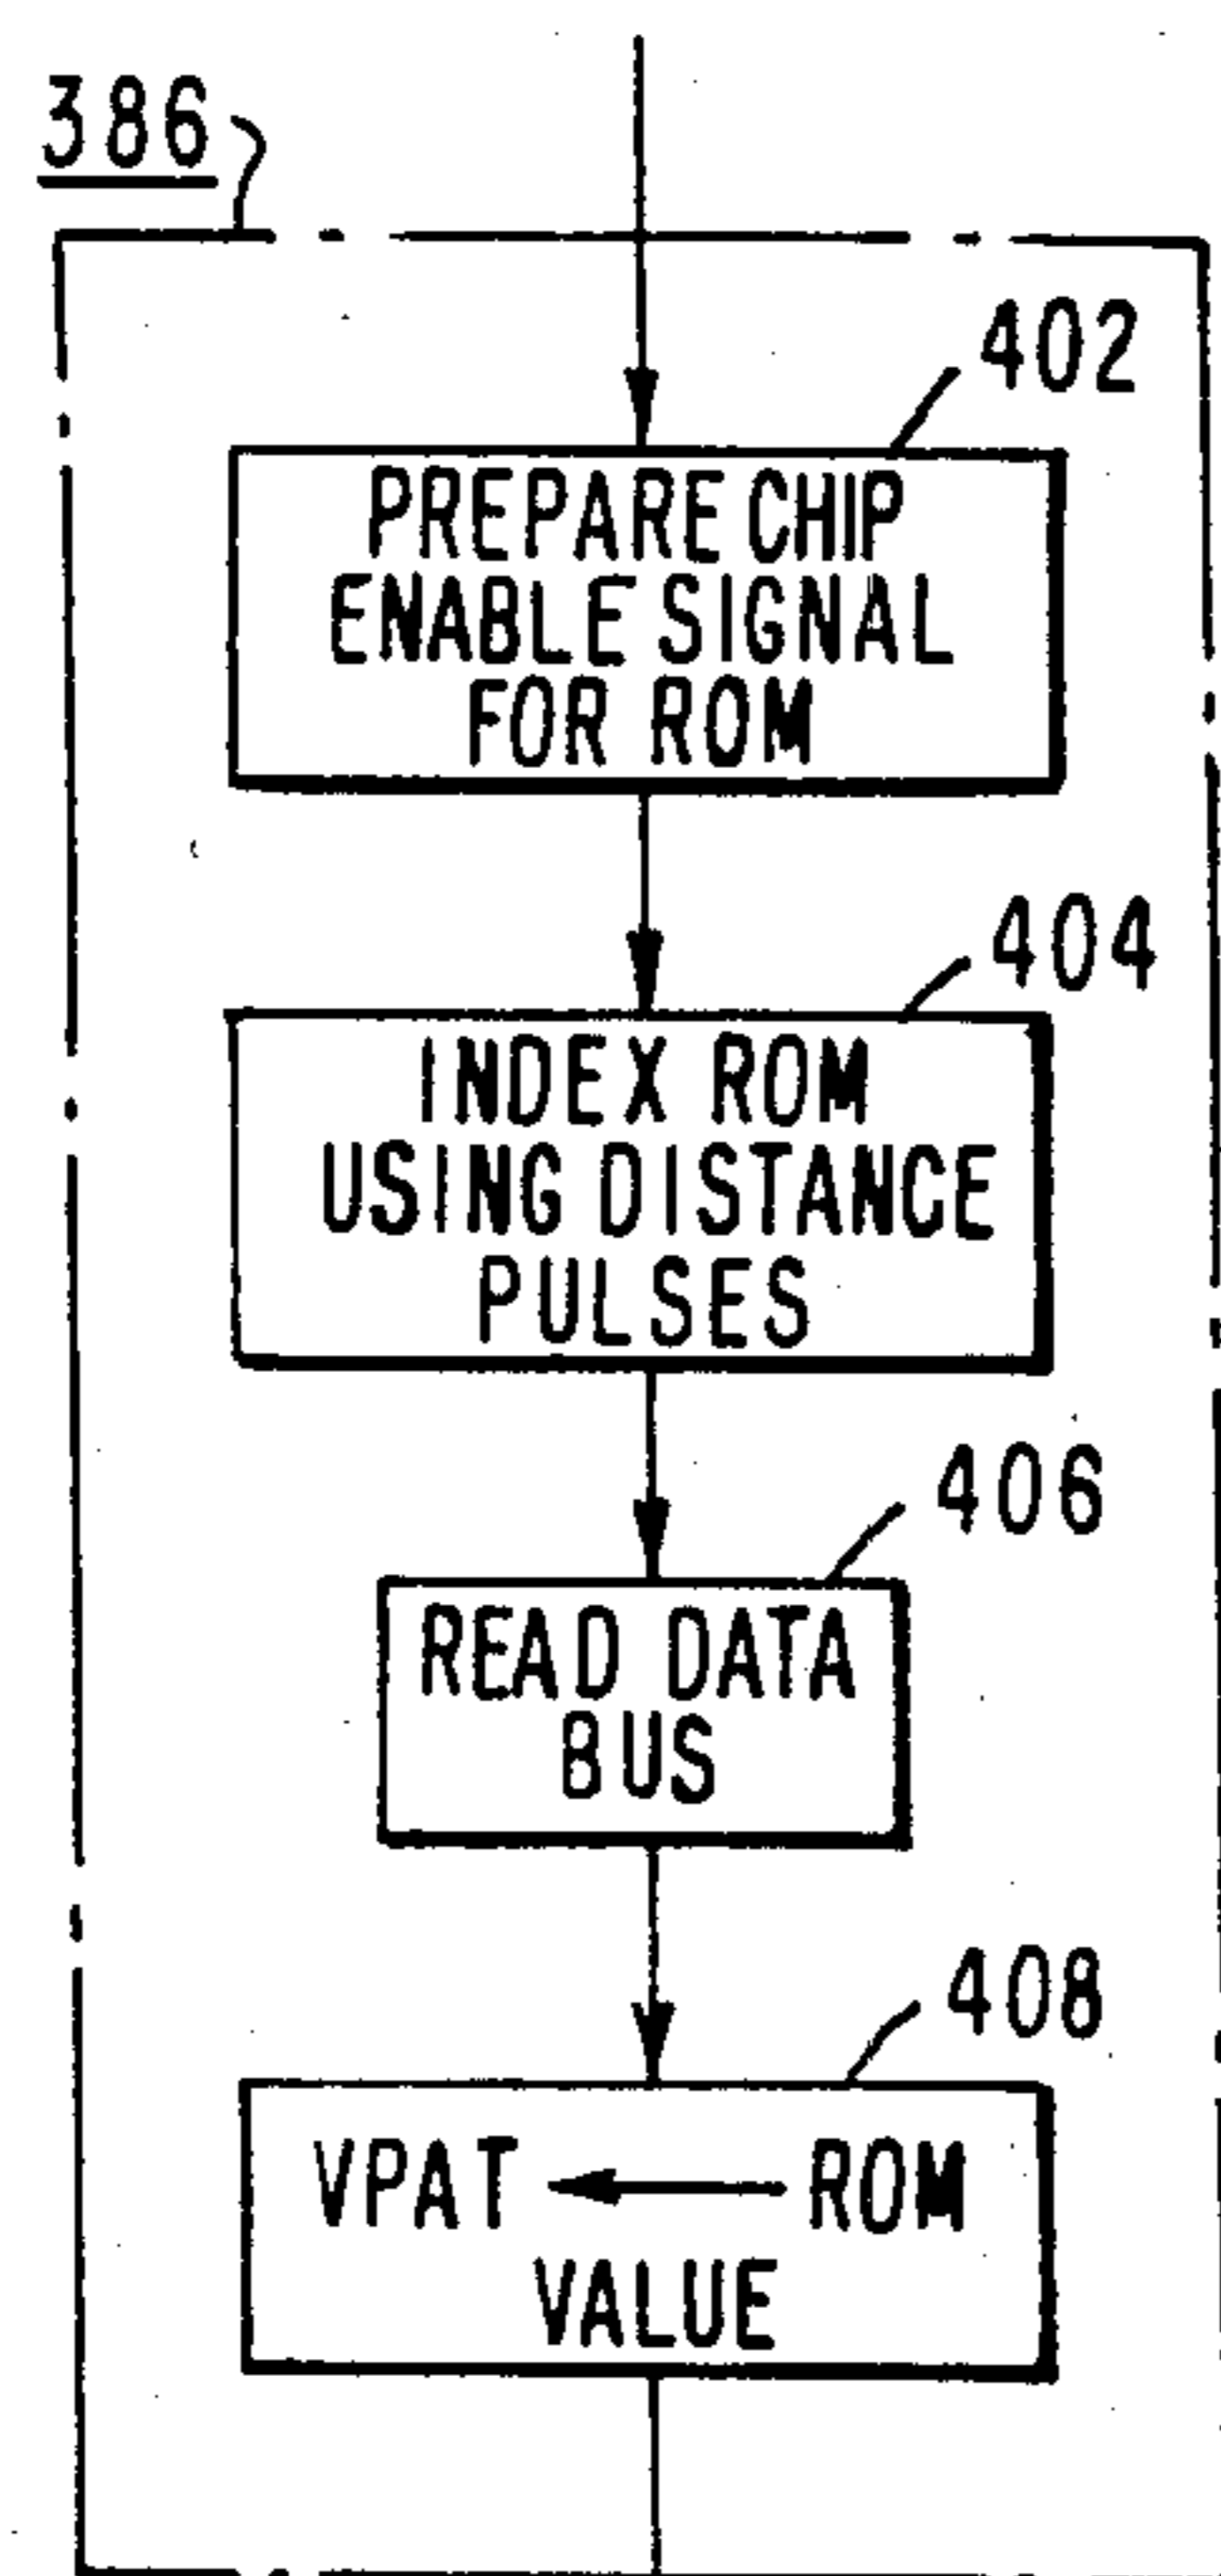 386
402
PREPARE CHIP
ENABLE SIGNAL
FOR ROM
404
INDEX ROM
USING DISTANCE
PULSES
406
READ DATA
BUS
408
VPAT ← ROM
VALUE